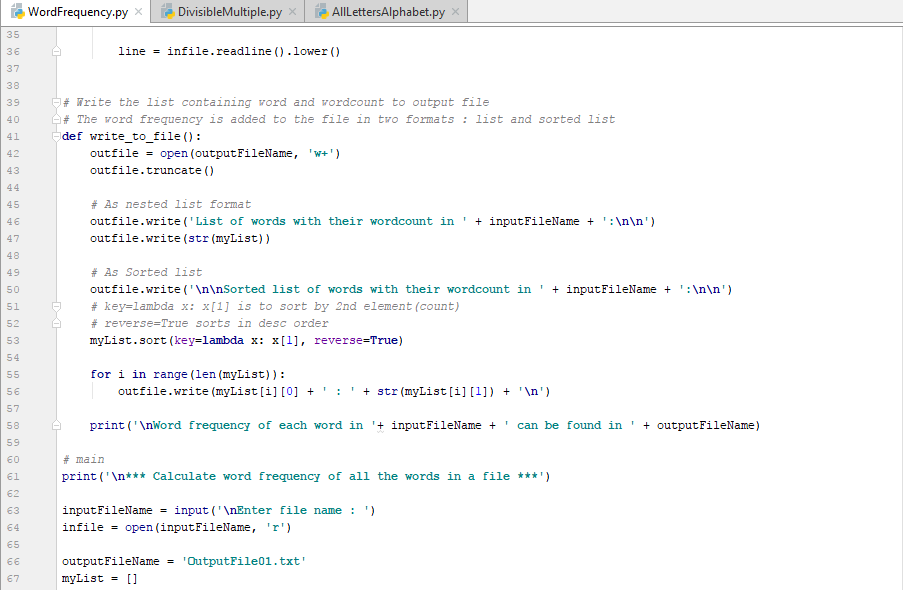 WordFrequency.py DivisibleMultiple.py AllLettersAlphabet.py
35
36 line = infile.readline().lower()
37
38
39 # Write the list containing word and wordcount to output file
40 # The word frequency is added to the file in two formats : list and sorted list
41 def write_to_file():
42 outfile = open(outputFileName, 'w+')
43 outfile.truncate()
44
45 # As nested list format
46 outfile.write('List of words with their wordcount in ' + inputFileName + ':\n\n')
47 outfile.write(str(myList))
48
49 # As Sorted list
50 outfile.write('\n\nSorted list of words with their wordcount in ' + inputFileName + ':\n\n')
51 # key=lambda x: x[1] is to sort by 2nd element(count)
52 # reverse=True sorts in desc order
53 myList.sort(key=lambda x: x[1], reverse=True)
54
55 for i in range(len(myList)):
56 outfile.write(myList[i][0] + ' : ' + str(myList[i][1]) + '\n')
57
58 print('\nWord frequency of each word in '+ inputFileName + ' can be found in ' + outputFileName)
59
60 # main
61 print('\n*** Calculate word frequency of all the words in a file ***')
62
63 inputFileName = input('\nEnter file name : ')
64 infile = open(inputFileName, 'r')
65
66 outputFileName = 'OutputFile01.txt'
67 myList = []